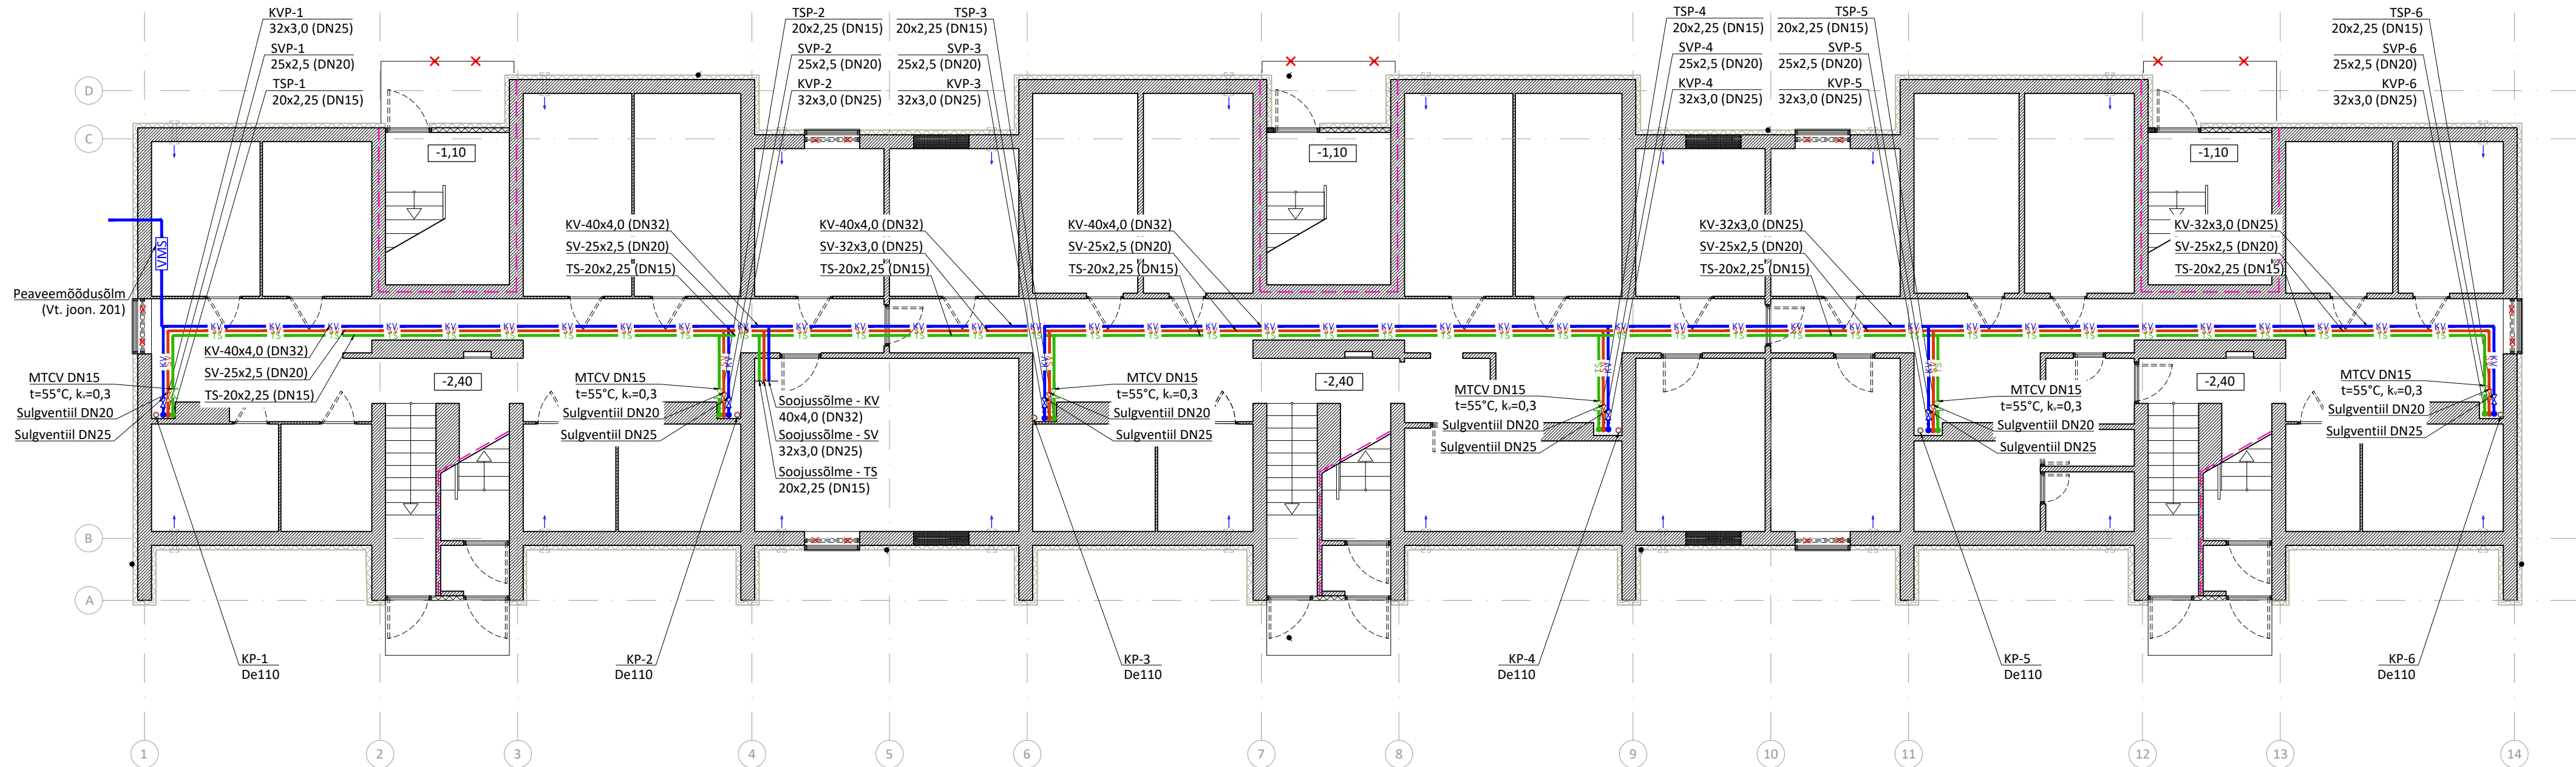 KVP-1
32x3,0 (DN25)
SVP-1
25x2,5 (DN20)
TSP-1
20x2,25 (DN15)
TSP-2
20x2,25 (DN15)
SVP-2
25x2,5 (DN20)
KVP-2
32x3,0 (DN25)
TSP-3
20x2,25 (DN15)
SVP-3
25x2,5 (DN20)
KVP-3
32x3,0 (DN25)
TSP-4
20x2,25 (DN15)
SVP-4
25x2,5 (DN20)
KVP-4
32x3,0 (DN25)
TSP-5
20x2,25 (DN15)
SVP-5
25x2,5 (DN20)
KVP-5
32x3,0 (DN25)
TSP-6
20x2,25 (DN15)
SVP-6
25x2,5 (DN20)
KVP-6
32x3,0 (DN25)
D
C
-1,10
-1,10
-1,10
KV-40x4,0 (DN32)
SV-25x2,5 (DN20)
TS-20x2,25 (DN15)
KV-40x4,0 (DN32)
SV-32x3,0 (DN25)
TS-20x2,25 (DN15)
KV-40x4,0 (DN32)
SV-25x2,5 (DN20)
TS-20x2,25 (DN15)
KV-32x3,0 (DN25)
SV-25x2,5 (DN20)
TS-20x2,25 (DN15)
KV-32x3,0 (DN25)
SV-25x2,5 (DN20)
TS-20x2,25 (DN15)
SVM
Peaveemõõdusõlm
(Vt. joon. 201)
KV-40x4,0 (DN32)
SV-25x2,5 (DN20)
TS-20x2,25 (DN15)
MTCV DN15
t=55°C, kᵥ=0,3
Sulgventiil DN20
Sulgventiil DN25
-2,40
MTCV DN15
t=55°C, kᵥ=0,3
Sulgventiil DN20
Sulgventiil DN25
Soojussõlme - KV
40x4,0 (DN32)
Soojussõlme - SV
32x3,0 (DN25)
Soojussõlme - TS
20x2,25 (DN15)
MTCV DN15
t=55°C, kᵥ=0,3
Sulgventiil DN20
Sulgventiil DN25
-2,40
MTCV DN15
t=55°C, kᵥ=0,3
Sulgventiil DN20
Sulgventiil DN25
MTCV DN15
t=55°C, kᵥ=0,3
Sulgventiil DN20
Sulgventiil DN25
-2,40
MTCV DN15
t=55°C, kᵥ=0,3
Sulgventiil DN20
Sulgventiil DN25
B
A
KP-1
De110
KP-2
De110
KP-3
De110
KP-4
De110
KP-5
De110
KP-6
De110
1
2
3
4
5
6
7
8
9
10
11
12
13
14